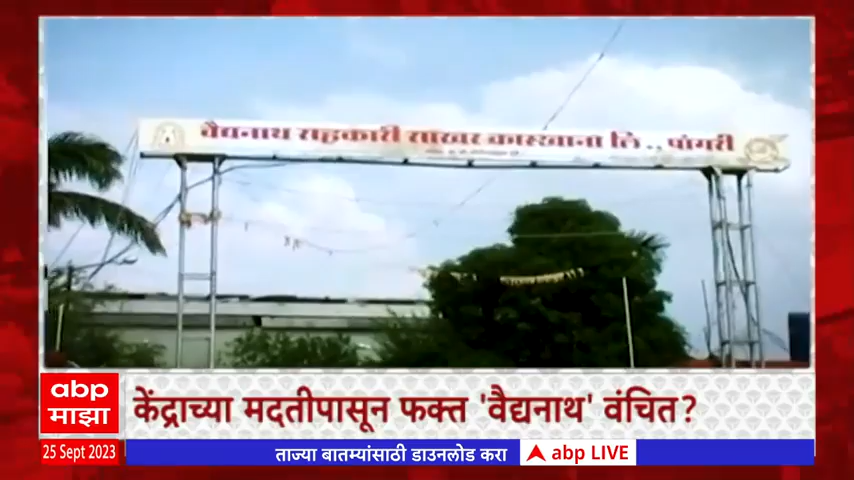 वैद्यनाथ सहकारी साखर कारखाना लि., पांगरी
abp
माझा
केंद्राच्या मदतीपासून फक्त 'वैद्यनाथ' वंचित?
25 Sept 2023
ताज्या बातम्यांसाठी डाउनलोड करा
abp LIVE